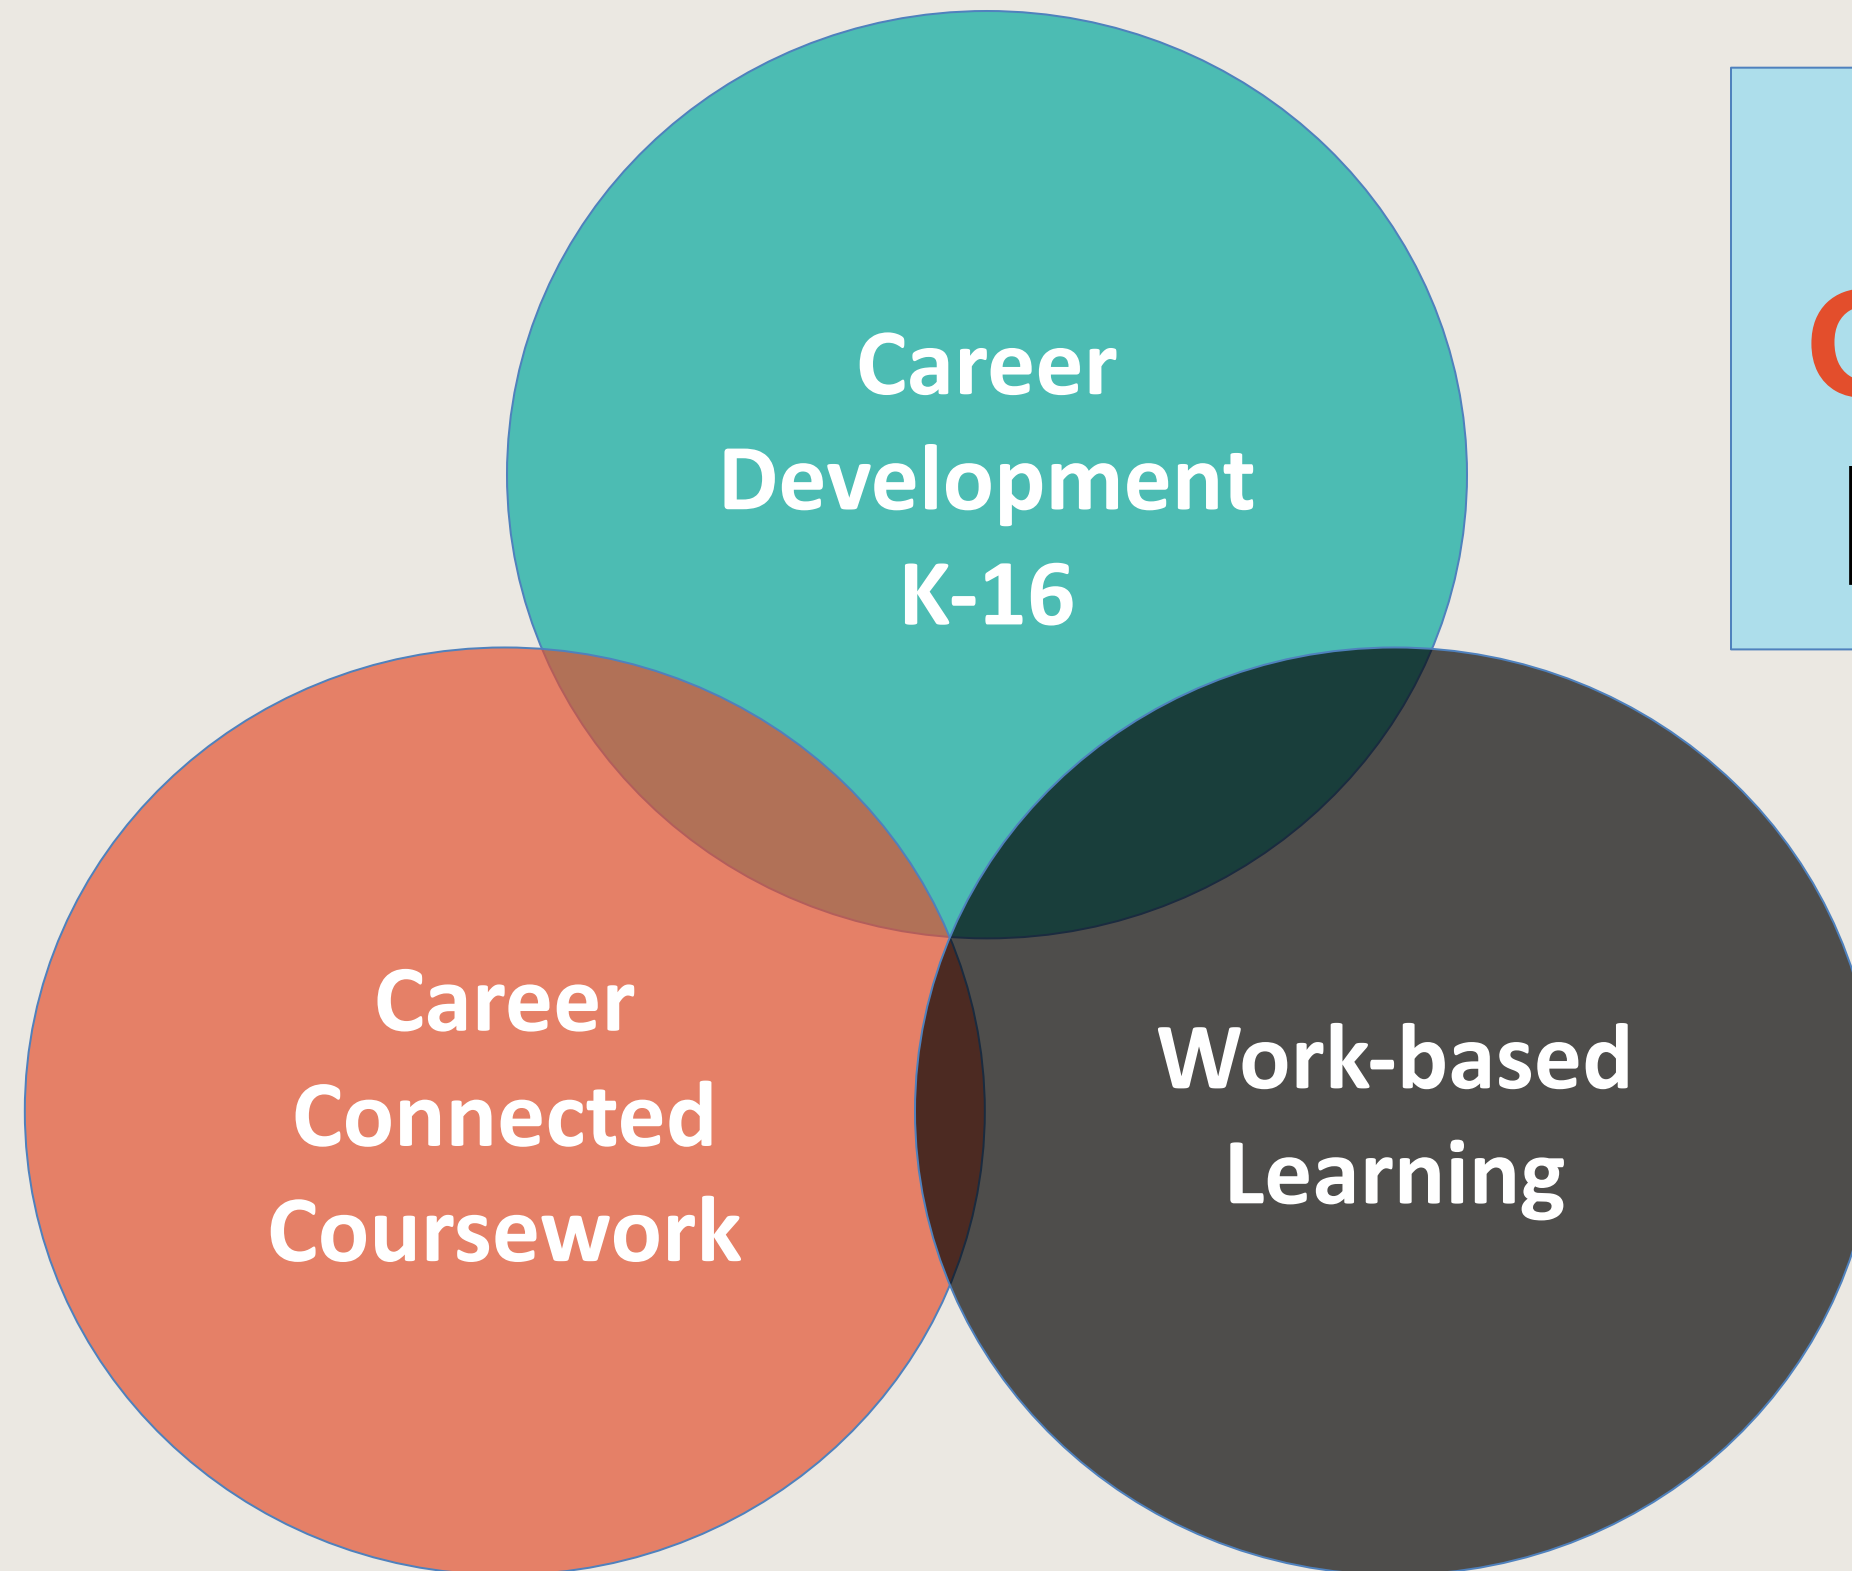 Career
Development
K-16
Career
Connected
Coursework
Work-based
Learning